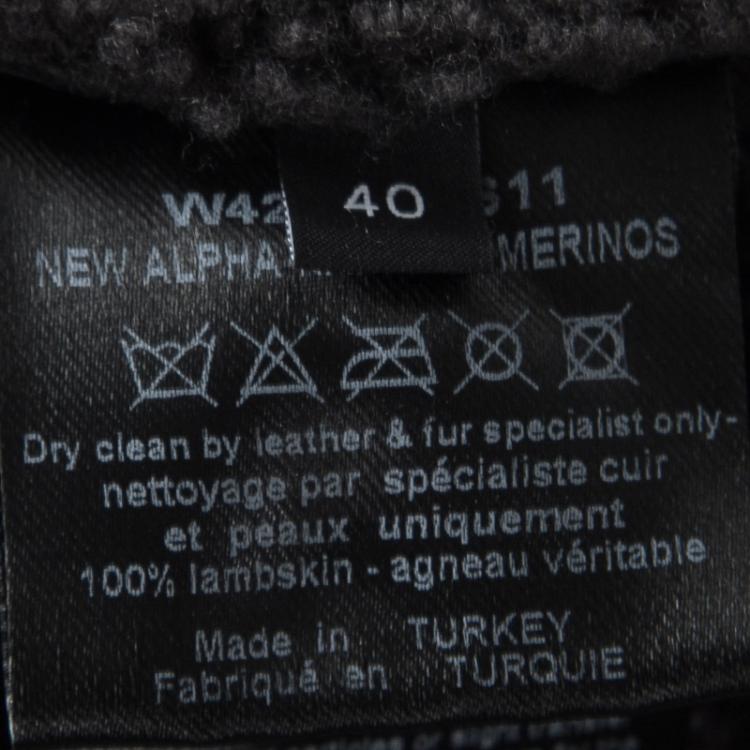 40
W42 S11
NEW ALPHA MERINOS
Dry clean by leather & fur specialist only-
nettoyage par spécialiste cuir
et peaux uniquement
100% lambskin - agneau véritable
Made in TURKEY
Fabriqué en TURQUIE